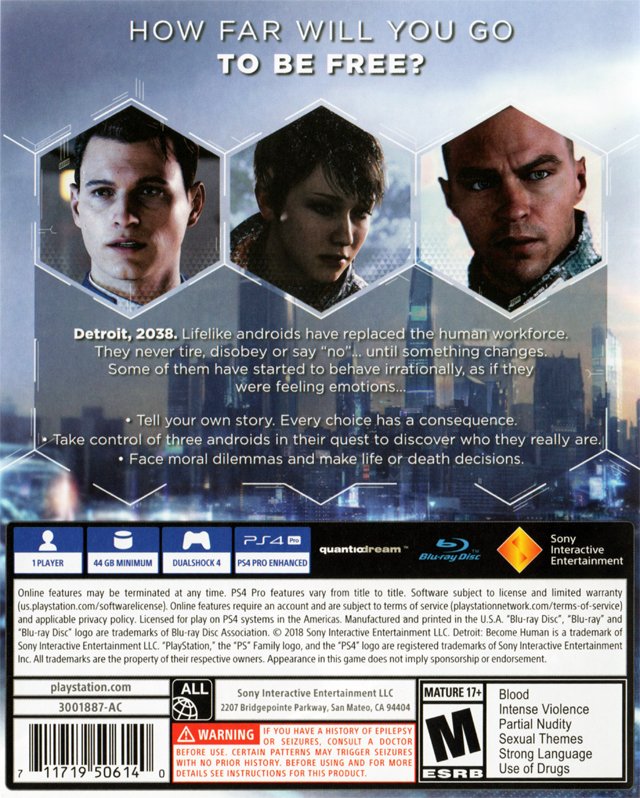 HOW FAR WILL YOU GO
TO BE FREE?
Detroit, 2038. Lifelike androids have replaced the human workforce.
They never tire, disobey or say “no”... until something changes.
Some of them have started to behave irrationally, as if they
were feeling emotions...
• Tell your own story. Every choice has a consequence.
• Take control of three androids in their quest to discover who they really are.
• Face moral dilemmas and make life or death decisions.
1 PLAYER
44 GB MINIMUM
DUALSHOCK 4
PS4 Pro
PS4 PRO ENHANCED
quanticdream™
Blu-ray Disc™
Sony
Interactive
Entertainment
Online features may be terminated at any time. PS4 Pro features vary from title to title. Software subject to license and limited warranty
(us.playstation.com/softwarelicense). Online features require an account and are subject to terms of service (playstationnetwork.com/terms-of-service)
and applicable privacy policy. Licensed for play on PS4 systems in the Americas. Manufactured and printed in the U.S.A. “Blu-ray Disc”, “Blu-ray” and
“Blu-ray Disc” logo are trademarks of Blu-ray Disc Association. © 2018 Sony Interactive Entertainment LLC. Detroit: Become Human is a trademark of
Sony Interactive Entertainment LLC. “PlayStation,” the “PS” Family logo, and the “PS4” logo are registered trademarks of Sony Interactive Entertainment
Inc. All trademarks are the property of their respective owners. Appearance in this game does not imply sponsorship or endorsement.
playstation.com
3001887-AC
7 11719 50614 0
ALL
Sony Interactive Entertainment LLC
2207 Bridgepointe Parkway, San Mateo, CA 94404
WARNING IF YOU HAVE A HISTORY OF EPILEPSY
OR SEIZURES, CONSULT A DOCTOR
BEFORE USE. CERTAIN PATTERNS MAY TRIGGER SEIZURES
WITH NO PRIOR HISTORY. BEFORE USING AND FOR MORE
DETAILS SEE INSTRUCTIONS FOR THIS PRODUCT.
MATURE 17+
M
ESRB
Blood
Intense Violence
Partial Nudity
Sexual Themes
Strong Language
Use of Drugs